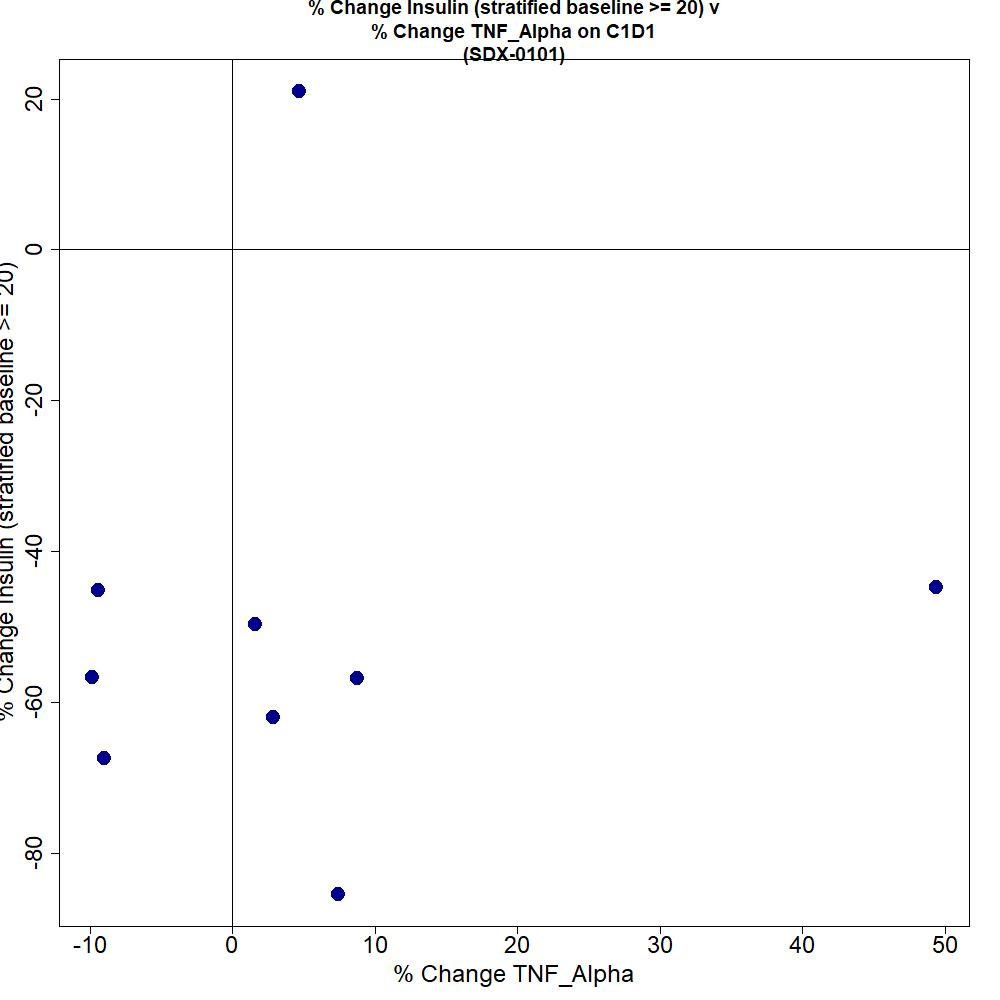 % Change Insulin (stratified baseline >= 20) v
% Change TNF_Alpha on C1D1
(SDX-0101)
% Change Insulin (stratified baseline >= 20)
20
0
-20
-40
-60
-80
-10
0
10
20
30
40
50
% Change TNF_Alpha